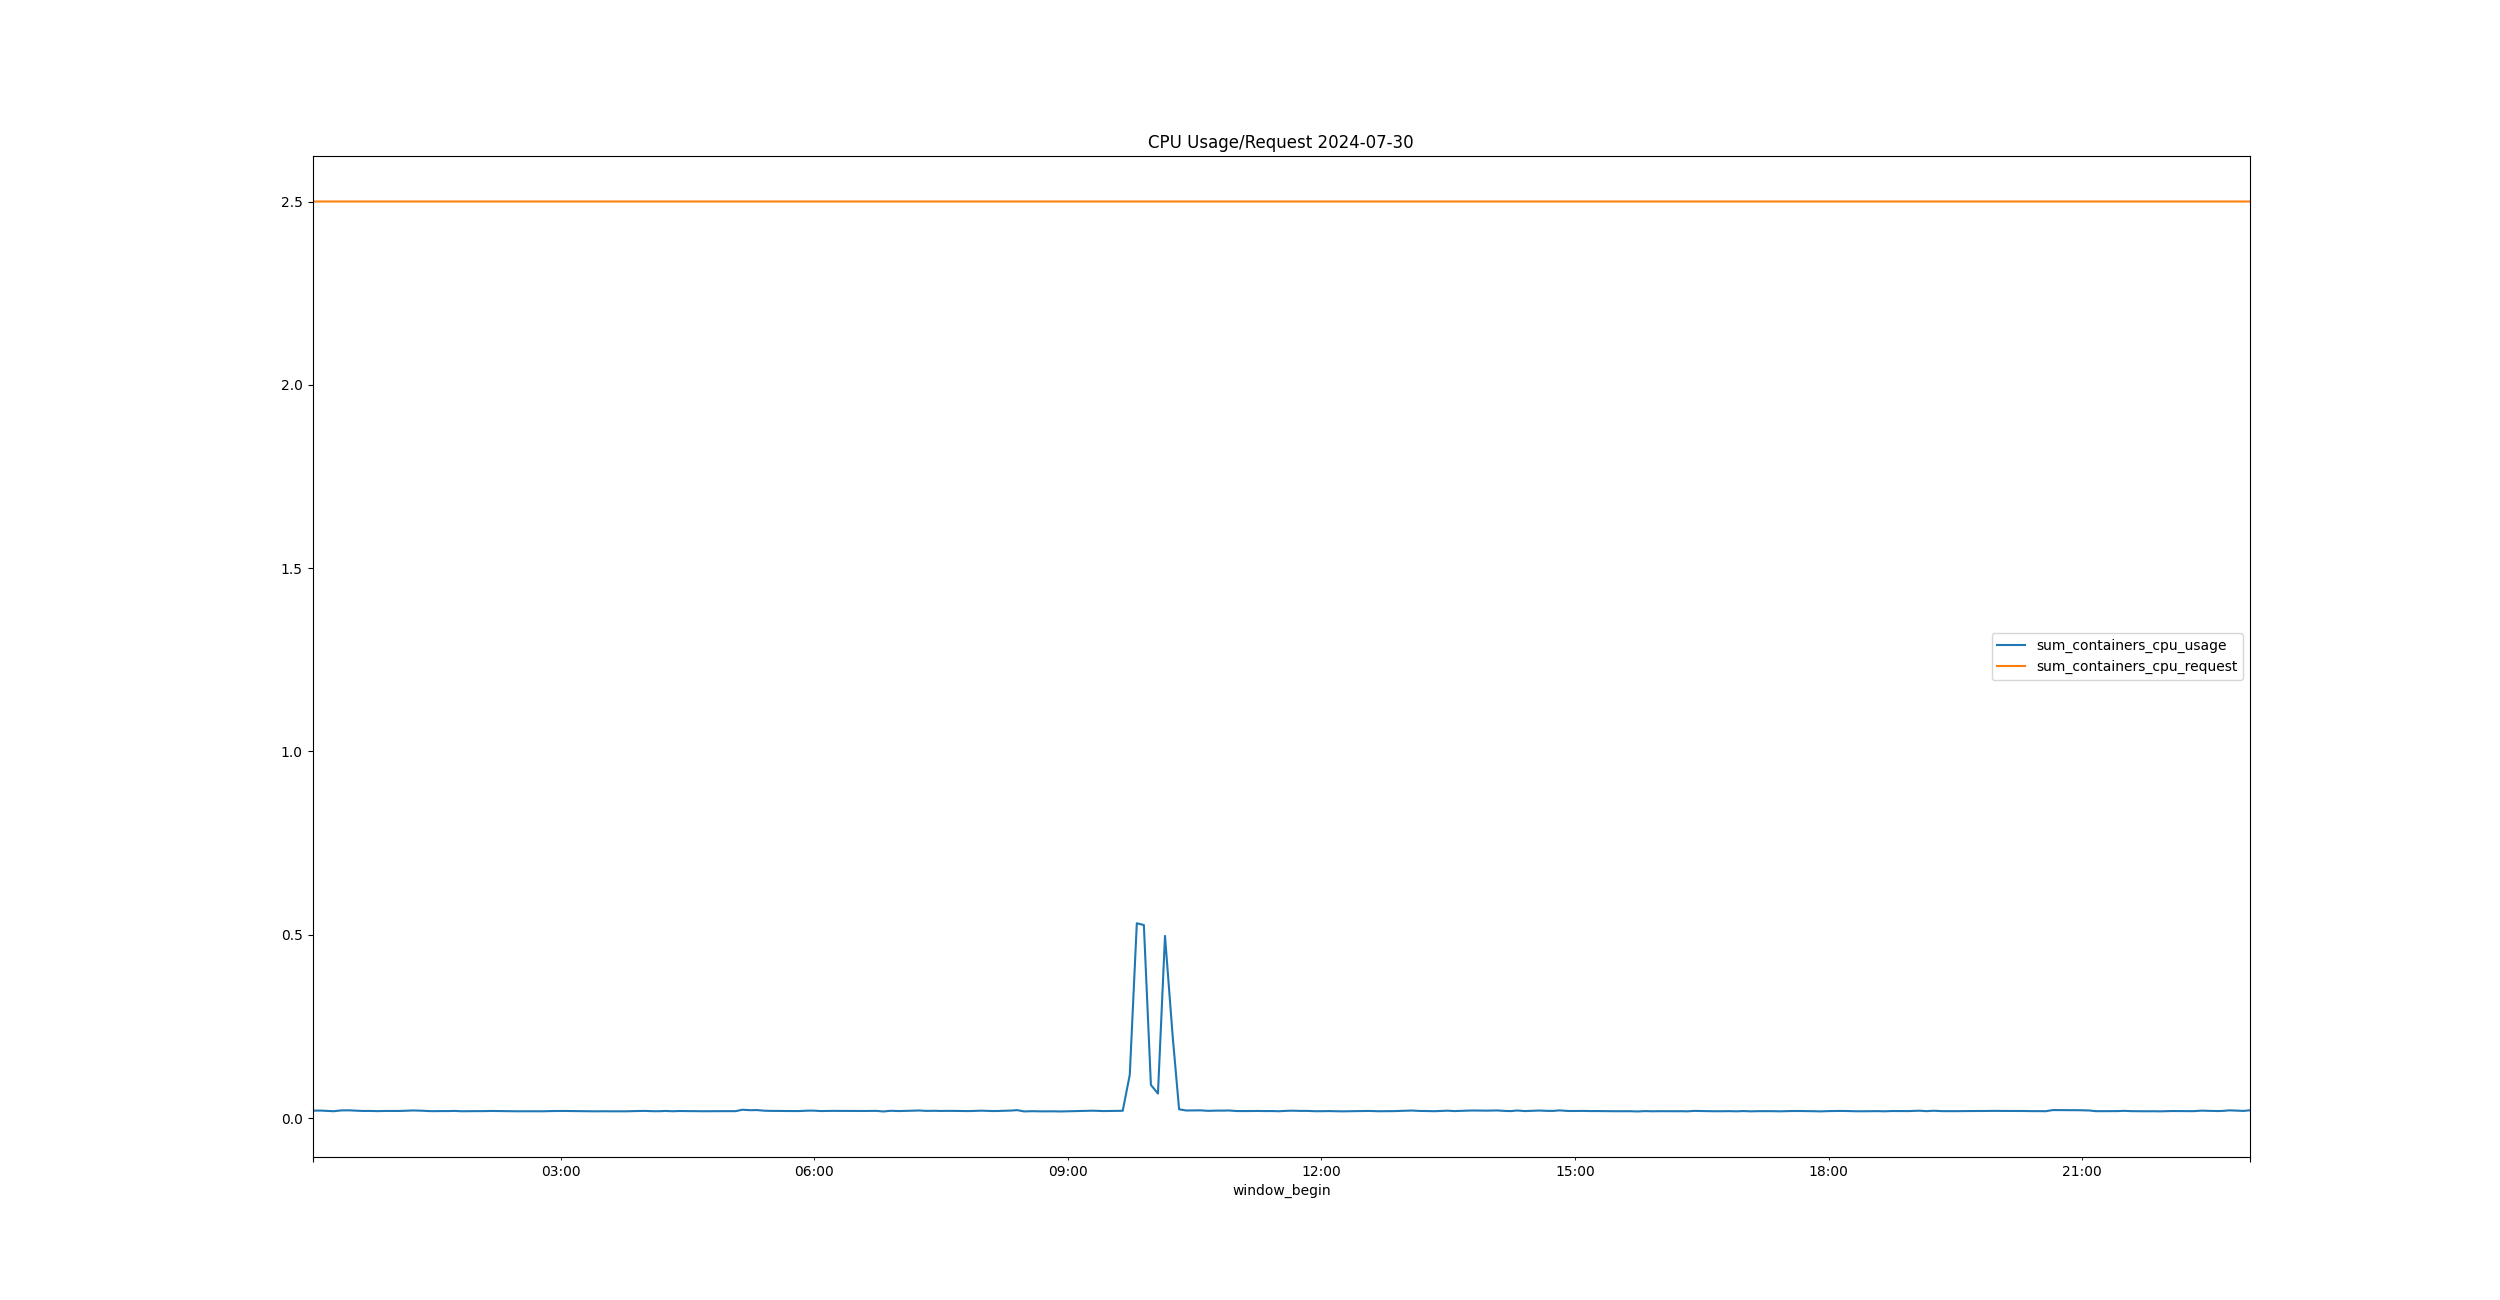 CPU Usage/Request 2024-07-30
2.5
2.0
1.5
1.0
0.5
0.0
sum_containers_cpu_usage
sum_containers_cpu_request
03:00 06:00 09:00 12:00 15:00 18:00 21:00
window_begin